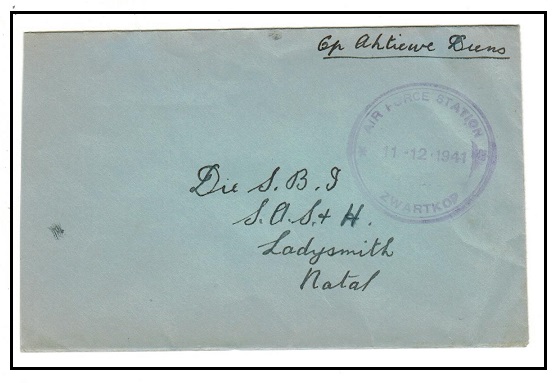 Op Aktiewe Diens
AIR FORCE STATION
11·12·1941
ZWARTKOP
Die S.B.I
S.A.S.+ H.
Ladysmith
Natal